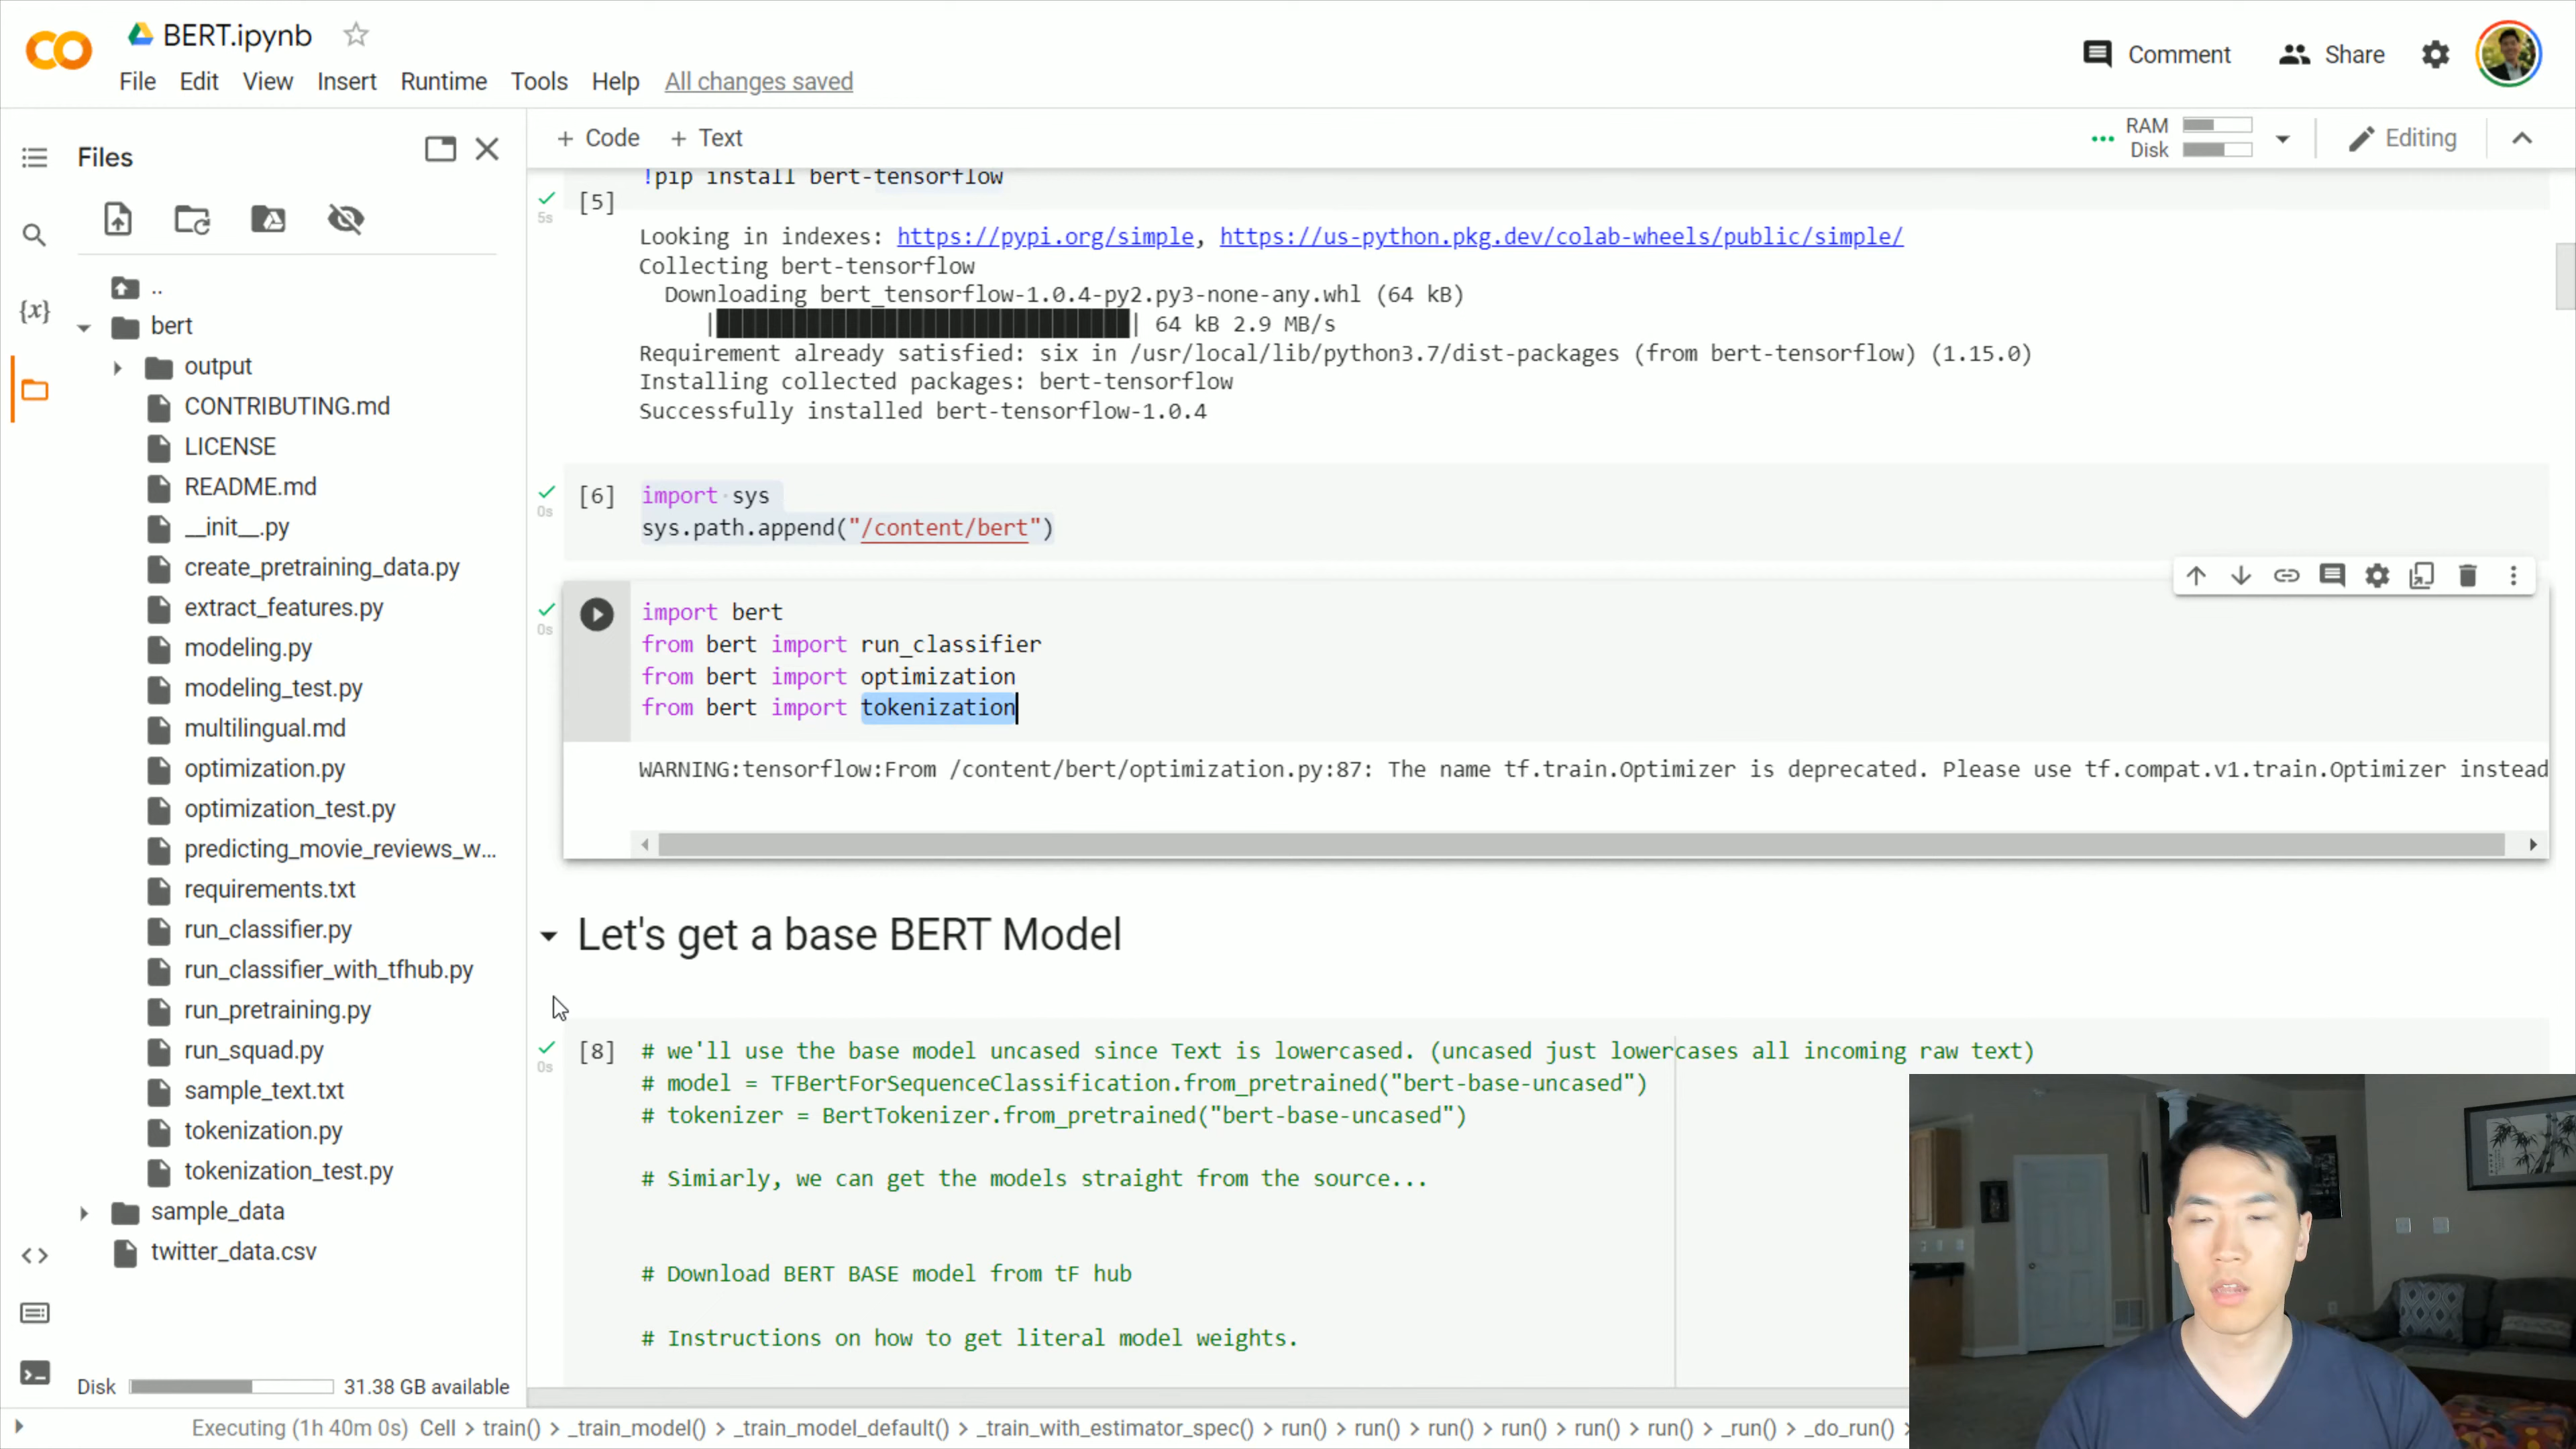 BERT.ipynb
File Edit View Insert Runtime Tools Help All changes saved
Comment Share
Files
+ Code + Text
RAM
Disk
Editing
..
bert
output
CONTRIBUTING.md
LICENSE
README.md
__init__.py
create_pretraining_data.py
extract_features.py
modeling.py
modeling_test.py
multilingual.md
optimization.py
optimization_test.py
predicting_movie_reviews_w...
requirements.txt
run_classifier.py
run_classifier_with_tfhub.py
run_pretraining.py
run_squad.py
sample_text.txt
tokenization.py
tokenization_test.py
sample_data
twitter_data.csv
Disk 31.38 GB available
{x}
!pip install bert-tensorflow
[5]
5s
Looking in indexes: https://pypi.org/simple, https://us-python.pkg.dev/colab-wheels/public/simple/
Collecting bert-tensorflow
Downloading bert_tensorflow-1.0.4-py2.py3-none-any.whl (64 kB)
64 kB 2.9 MB/s
Requirement already satisfied: six in /usr/local/lib/python3.7/dist-packages (from bert-tensorflow) (1.15.0)
Installing collected packages: bert-tensorflow
Successfully installed bert-tensorflow-1.0.4
[6] import sys
0s
sys.path.append("/content/bert")
import bert
0s
from bert import run_classifier
from bert import optimization
from bert import tokenization
WARNING:tensorflow:From /content/bert/optimization.py:87: The name tf.train.Optimizer is deprecated. Please use tf.compat.v1.train.Optimizer instead
Let's get a base BERT Model
[8] # we'll use the base model uncased since Text is lowercased. (uncased just lowercases all incoming raw text)
0s
# model = TFBertForSequenceClassification.from_pretrained("bert-base-uncased")
# tokenizer = BertTokenizer.from_pretrained("bert-base-uncased")
# Simiarly, we can get the models straight from the source...
# Download BERT BASE model from tF hub
# Instructions on how to get literal model weights.
Executing (1h 40m 0s) Cell > train() > _train_model() > _train_model_default() > _train_with_estimator_spec() > run() > run() > run() > run() > run() > run() > _run() > _do_run() >